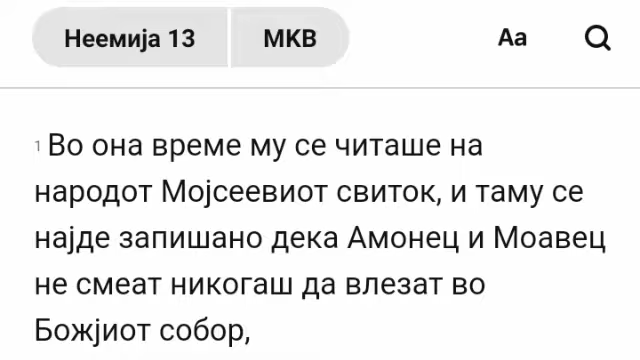 Неемија 13 МКВ Aa
1 Во она време му се читаше на
народот Мојсеевиот свиток, и таму се
најде запишано дека Амонец и Моавец
не смеат никогаш да влезат во
Божјиот собор,